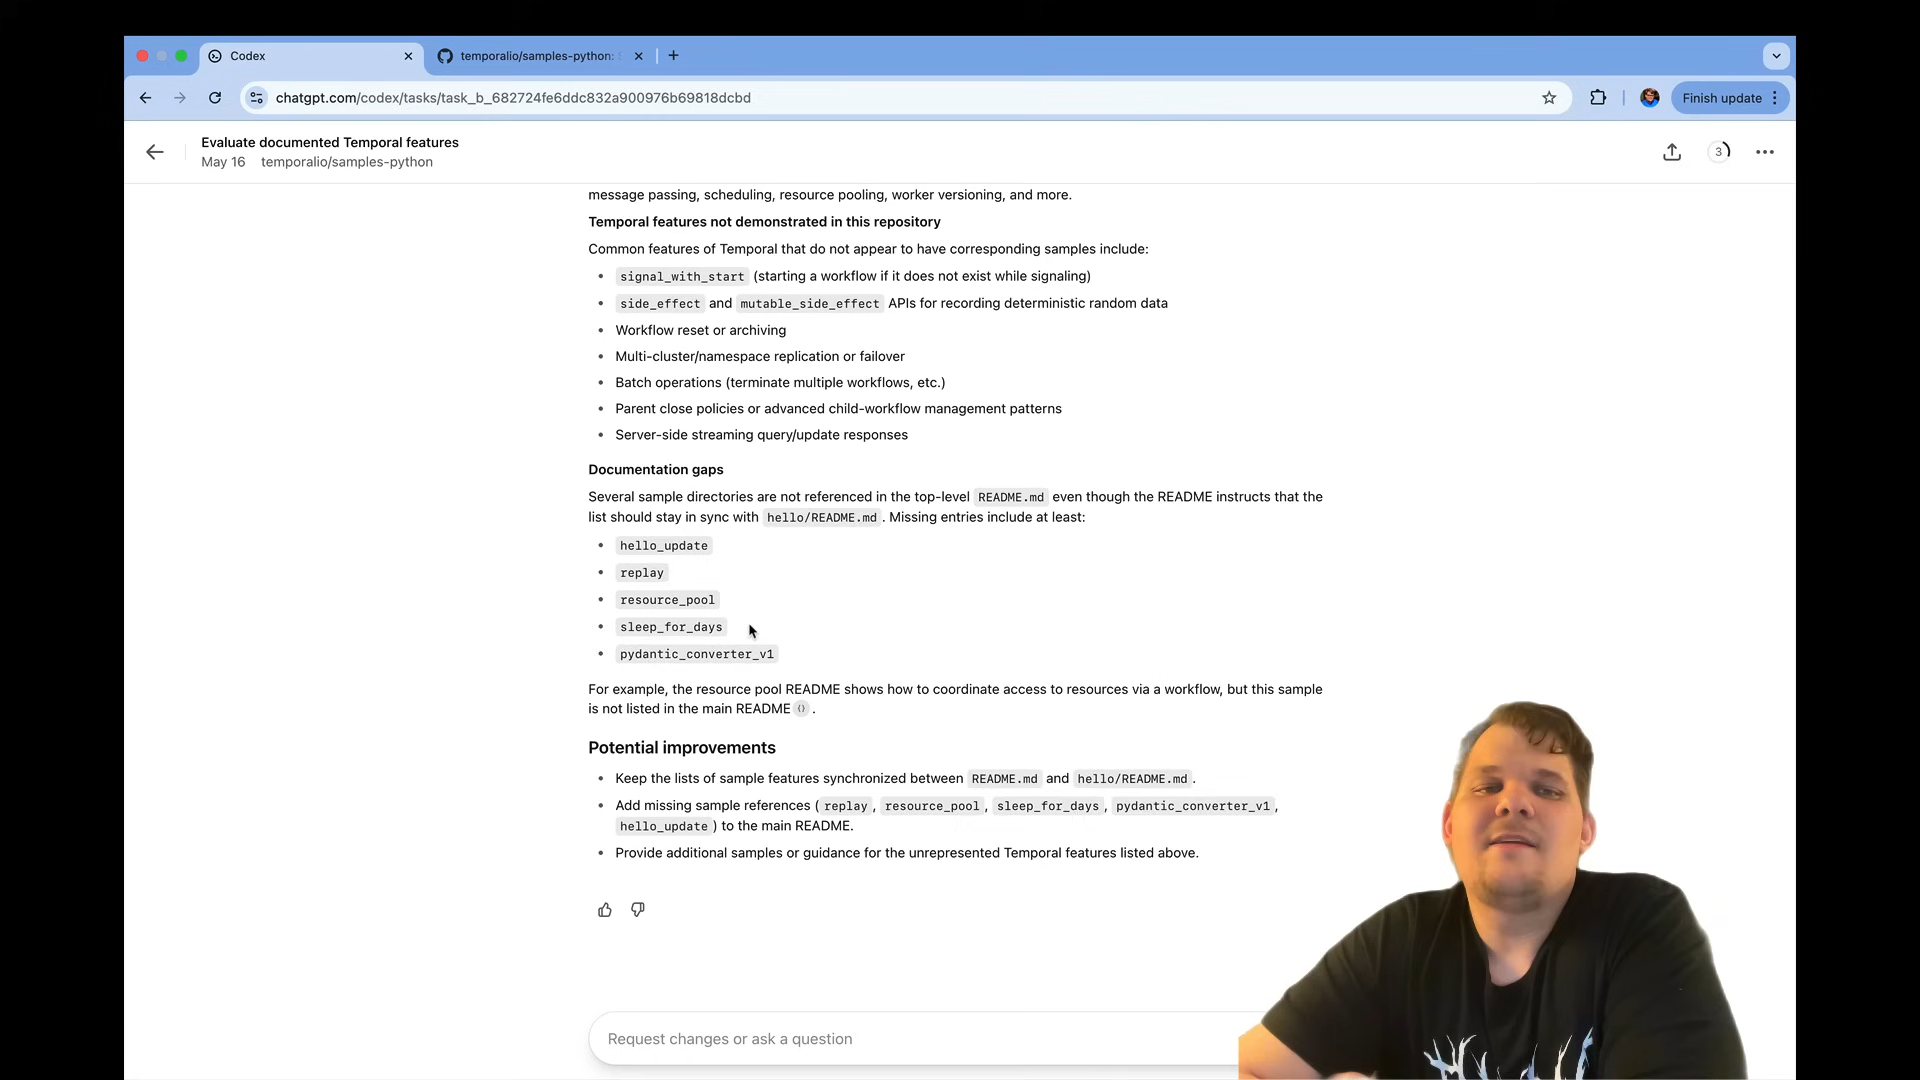 Codex
temporalio/samples-python:
chatgpt.com/codex/tasks/task_b_682724fe6ddc832a900976b69818dcbd
Finish update
Evaluate documented Temporal features
May 16 temporalio/samples-python
3
message passing, scheduling, resource pooling, worker versioning, and more.
Temporal features not demonstrated in this repository
Common features of Temporal that do not appear to have corresponding samples include:
• signal_with_start (starting a workflow if it does not exist while signaling)
• side_effect and mutable_side_effect APIs for recording deterministic random data
• Workflow reset or archiving
• Multi-cluster/namespace replication or failover
• Batch operations (terminate multiple workflows, etc.)
• Parent close policies or advanced child-workflow management patterns
• Server-side streaming query/update responses
Documentation gaps
Several sample directories are not referenced in the top-level README.md even though the README instructs that the
list should stay in sync with hello/README.md. Missing entries include at least:
• hello_update
• replay
• resource_pool
• sleep_for_days
• pydantic_converter_v1
For example, the resource pool README shows how to coordinate access to resources via a workflow, but this sample
is not listed in the main README {}.
Potential improvements
• Keep the lists of sample features synchronized between README.md and hello/README.md.
• Add missing sample references (replay, resource_pool, sleep_for_days, pydantic_converter_v1,
hello_update) to the main README.
• Provide additional samples or guidance for the unrepresented Temporal features listed above.
Request changes or ask a question